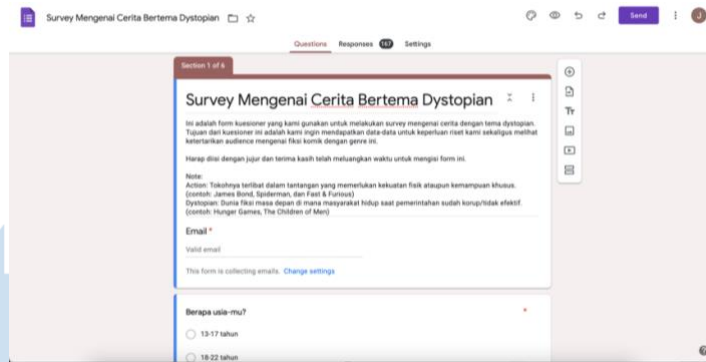 Survey Mengenai Cerita Bertema Dystopian
Send
J
Questions Responses 167 Settings
Section 1 of 6
Survey Mengenai Cerita Bertema Dystopian
Ini adalah form kuesioner yang kami gunakan untuk melakukan survey mengenai cerita dengan tema dystopian.
Tujuan dari kuesioner ini adalah kami ingin mendapatkan data-data untuk keperluan riset kami sekaligus melihat
ketertarikan audience mengenai fiksi komik dengan genre ini.
Harap diisi dengan jujur dan terima kasih telah meluangkan waktu untuk mengisi form ini.
Note:
Action: Tokohnya terlibat dalam tantangan yang memerlukan kekuatan fisik ataupun kemampuan khusus.
(contoh: James Bond, Spiderman, dan Fast & Furious)
Dystopian: Dunia fiksi masa depan di mana masyarakat hidup saat pemerintahan sudah korup/tidak efektif.
(contoh: Hunger Games, The Children of Men)
Email *
Valid email
This form is collecting emails. Change settings
Berapa usia-mu? *
13-17 tahun
18-22 tahun